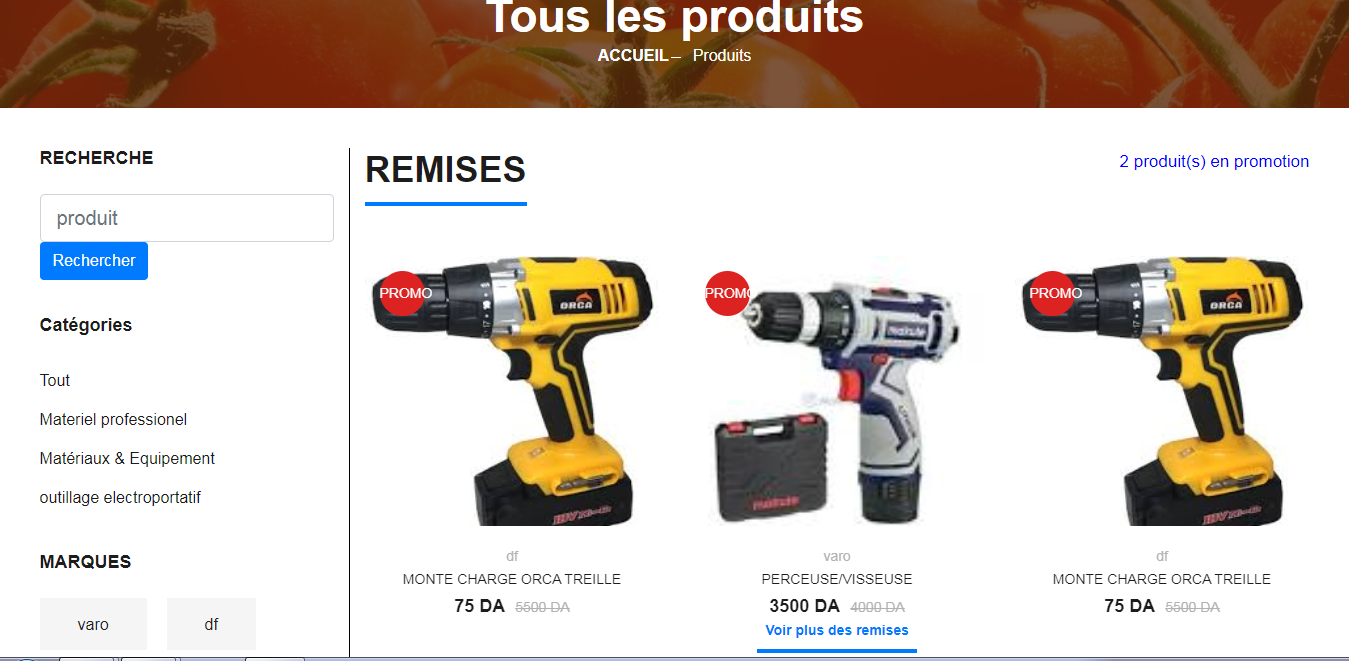 Tous les produits
ACCUEIL – Produits
RECHERCHE
produit
Rechercher
Catégories
Tout
Materiel professionel
Matériaux & Equipement
outillage electroportatif
MARQUES
varo
df
REMISES
2 produit(s) en promotion
PROMO
ORCA
df
MONTE CHARGE ORCA TREILLE
75 DA 5500 DA
PROMO
makute
makute
varo
PERCEUSE/VISSEUSE
3500 DA 4000 DA
Voir plus des remises
PROMO
ORCA
df
MONTE CHARGE ORCA TREILLE
75 DA 5500 DA